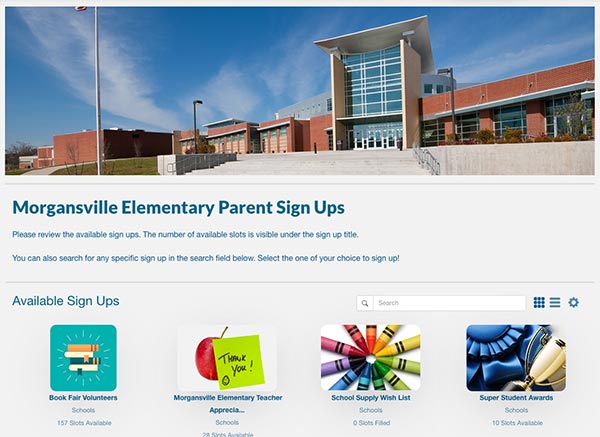 Morgansville Elementary Parent Sign Ups
Please review the available sign ups. The number of available slots is visible under the sign up title.
You can also search for any specific sign up in the search field below. Select the one of your choice to sign up!
Available Sign Ups
Search
THANK
YOU!
Book Fair Volunteers
Schools
157 Slots Available
Morgansville Elementary Teacher
Apprecia...
Schools
28 Slots Available
School Supply Wish List
Schools
0 Slots Filled
Super Student Awards
Schools
10 Slots Available